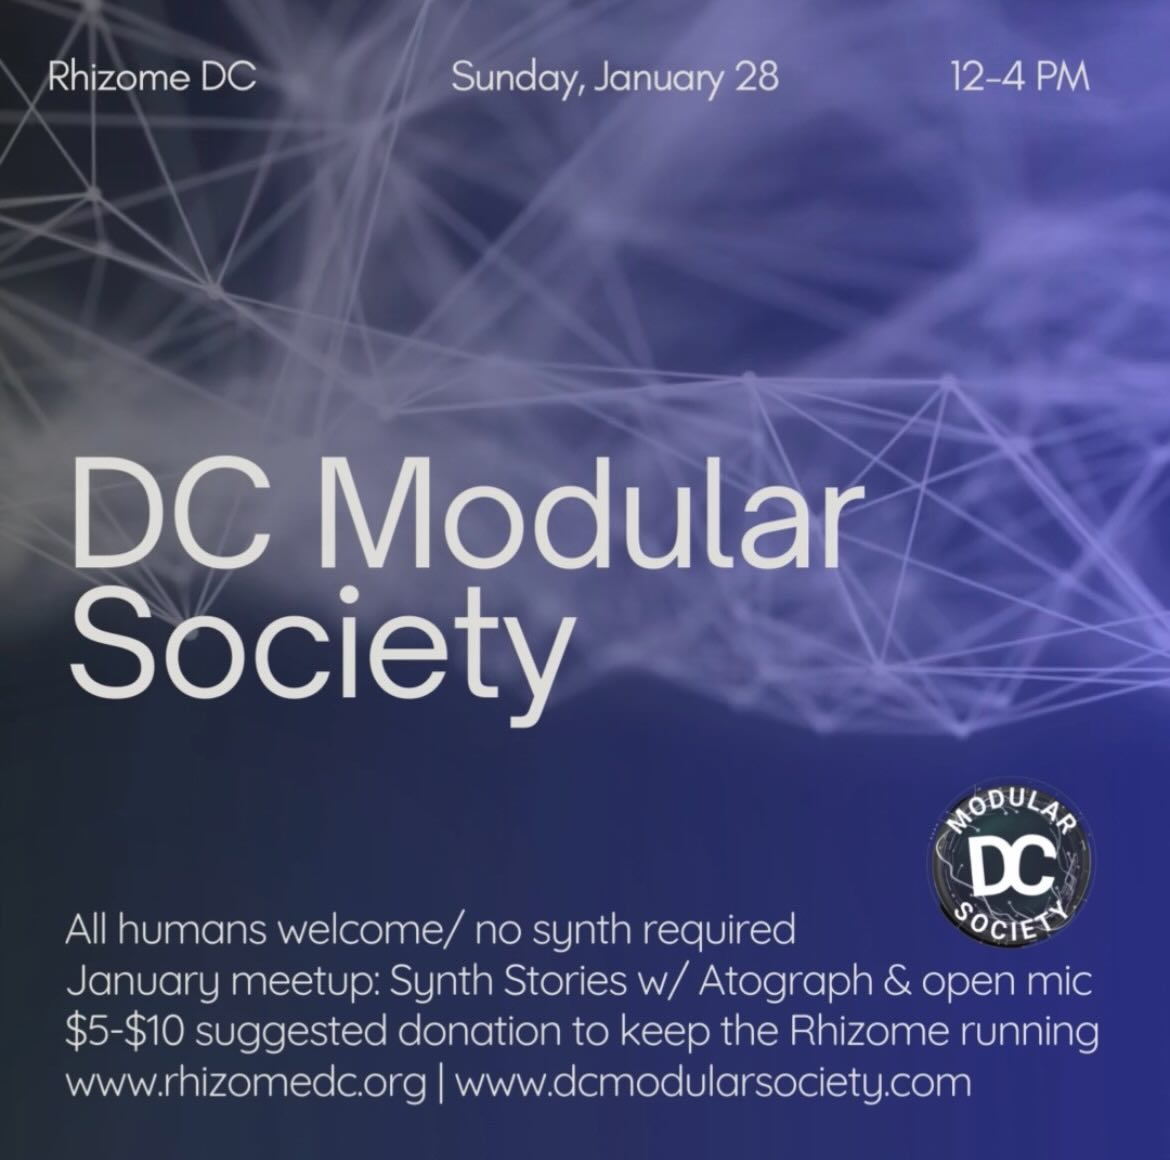 Rhizome DC Sunday, January 28 12-4 PM
DC Modular
Society
MODULAR
DC
SOCIETY
All humans welcome/ no synth required
January meetup: Synth Stories w/ Atograph & open mic
$5-$10 suggested donation to keep the Rhizome running
www.rhizomedc.org | www.dcmodularsociety.com